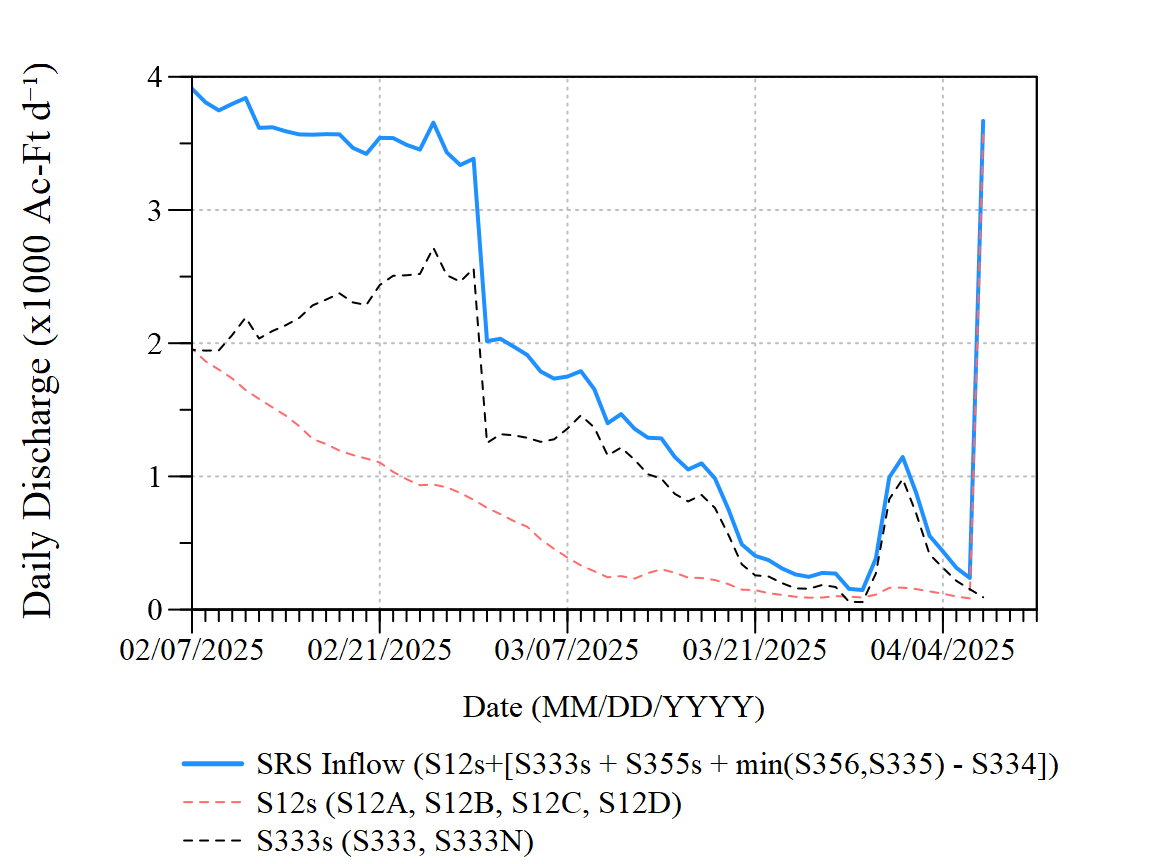 Daily Discharge (x1000 Ac-Ft d⁻¹)
4
3
2
1
0
02/07/2025 02/21/2025 03/07/2025 03/21/2025 04/04/2025
Date (MM/DD/YYYY)
SRS Inflow (S12s+[S333s + S355s + min(S356,S335) - S334])
S12s (S12A, S12B, S12C, S12D)
S333s (S333, S333N)